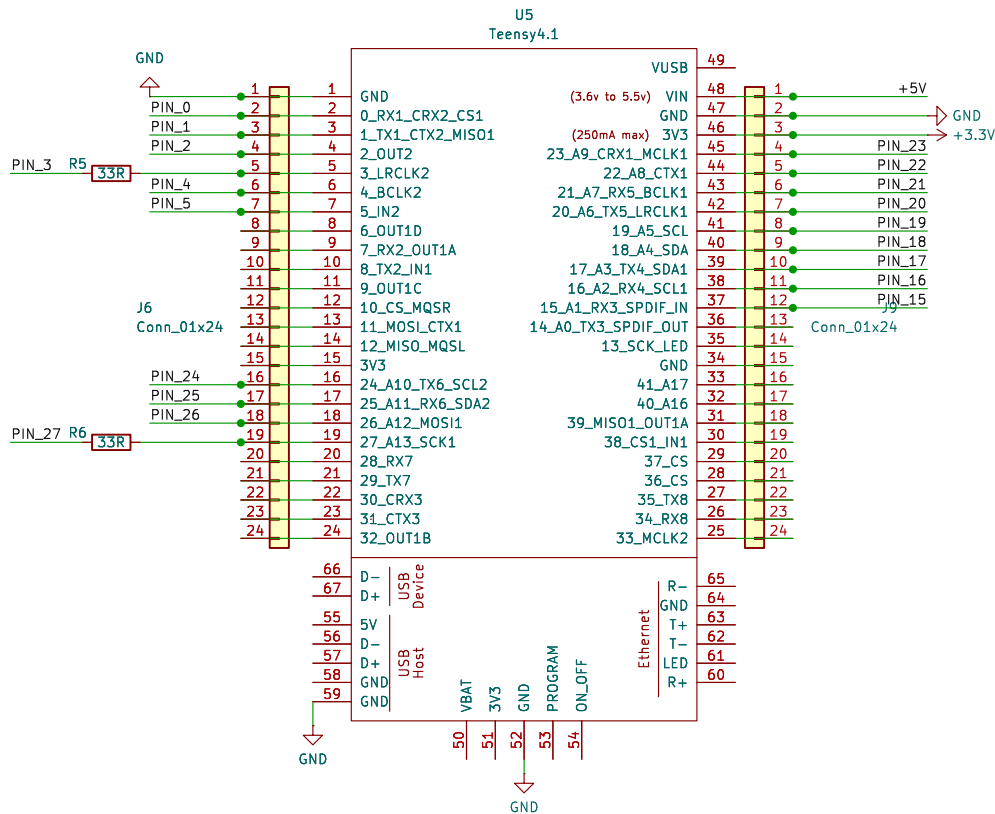 U5
Teensy4.1
GND
VUSB 49
1 1 GND (3.6v to 5.5v) VIN 48 1 +5V
PIN_0 2 2 0_RX1_CRX2_CS1 GND 47 2 GND
PIN_1 3 3 1_TX1_CTX2_MISO1 (250mA max) 3V3 46 3 +3.3V
PIN_2 4 4 2_OUT2 23_A9_CRX1_MCLK1 45 4 PIN_23
PIN_3 R5 33R 5 5 3_LRCLK2 22_A8_CTX1 44 5 PIN_22
PIN_4 6 6 4_BCLK2 21_A7_RX5_BCLK1 43 6 PIN_21
PIN_5 7 7 5_IN2 20_A6_TX5_LRCLK1 42 7 PIN_20
8 8 6_OUT1D 19_A5_SCL 41 8 PIN_19
9 9 7_RX2_OUT1A 18_A4_SDA 40 9 PIN_18
10 10 8_TX2_IN1 17_A3_TX4_SDA1 39 10 PIN_17
11 11 9_OUT1C 16_A2_RX4_SCL1 38 11 PIN_16
J6 12 12 10_CS_MQSR 15_A1_RX3_SPDIF_IN 37 12 PIN_15 J9
Conn_01x24 13 13 11_MOSI_CTX1 14_A0_TX3_SPDIF_OUT 36 13 Conn_01x24
14 14 12_MISO_MQSL 13_SCK_LED 35 14
15 15 3V3 GND 34 15
PIN_24 16 16 24_A10_TX6_SCL2 41_A17 33 16
PIN_25 17 17 25_A11_RX6_SDA2 40_A16 32 17
PIN_26 18 18 26_A12_MOSI1 39_MISO1_OUT1A 31 18
PIN_27 R6 33R 19 19 27_A13_SCK1 38_CS1_IN1 30 19
20 20 28_RX7 37_CS 29 20
21 21 29_TX7 36_CS 28 21
22 22 30_CRX3 35_TX8 27 22
23 23 31_CTX3 34_RX8 26 23
24 24 32_OUT1B 33_MCLK2 25 24
66 D-
67 D+
USB Device
55 5V
56 D-
57 D+
58 GND
59 GND
USB Host
R- 65
GND 64
T+ 63
T- 62
LED 61
R+ 60
Ethernet
VBAT 3V3 GND PROGRAM ON_OFF
50 51 52 53 54
GND
GND